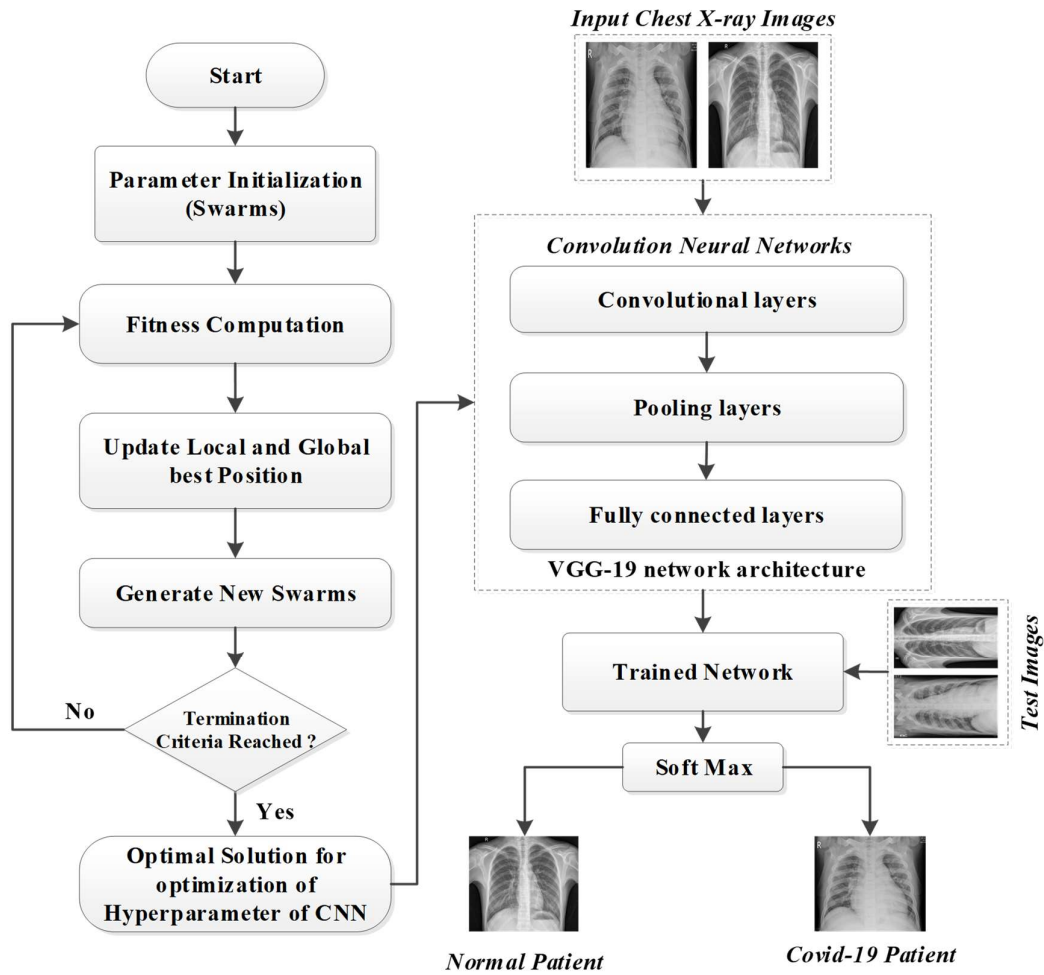 Start
Parameter Initialization
(Swarms)
Fitness Computation
Update Local and Global
best Position
Generate New Swarms
Termination
Criteria Reached ?
No
Yes
Optimal Solution for
optimization of
Hyperparameter of CNN
Input Chest X-ray Images
R
Convolution Neural Networks
Convolutional layers
Pooling layers
Fully connected layers
VGG-19 network architecture
Trained Network
Test Images
Soft Max
R
Normal Patient
Covid-19 Patient